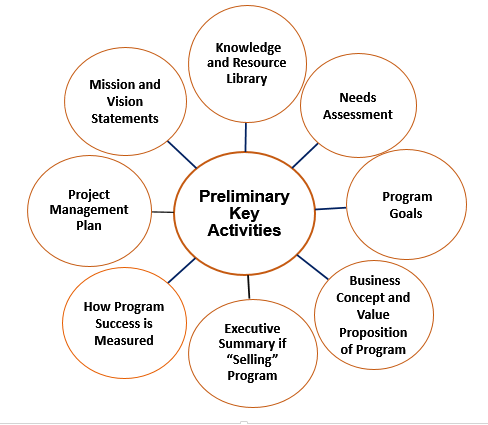 Knowledge
and Resource
Library
Mission and
Vision
Statements
Needs
Assessment
Preliminary
Key
Activities
Project
Management
Plan
Program
Goals
How Program
Success is
Measured
Business
Concept and
Value
Proposition
of Program
Executive
Summary if
“Selling”
Program